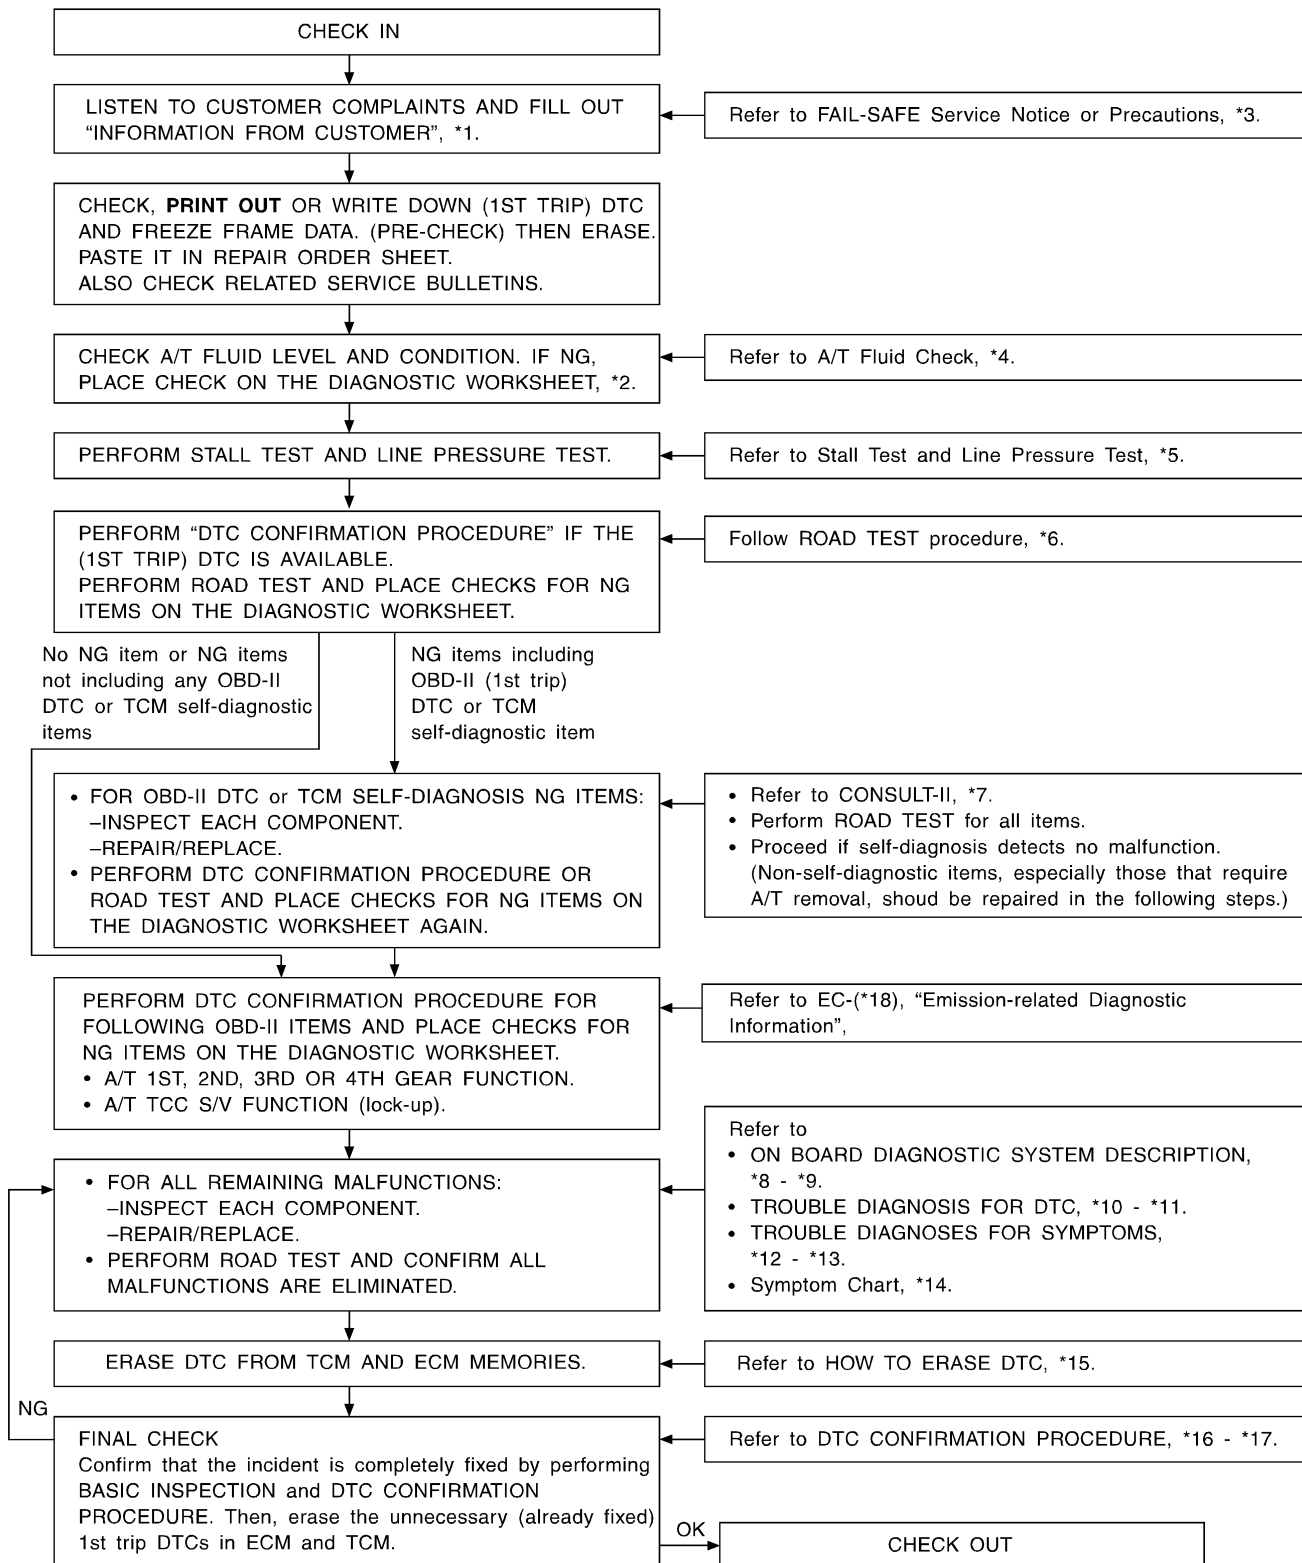 CHECK IN
LISTEN TO CUSTOMER COMPLAINTS AND FILL OUT
“INFORMATION FROM CUSTOMER”, *1.
Refer to FAIL-SAFE Service Notice or Precautions, *3.
CHECK, PRINT OUT OR WRITE DOWN (1ST TRIP) DTC
AND FREEZE FRAME DATA. (PRE-CHECK) THEN ERASE.
PASTE IT IN REPAIR ORDER SHEET.
ALSO CHECK RELATED SERVICE BULLETINS.
CHECK A/T FLUID LEVEL AND CONDITION. IF NG,
PLACE CHECK ON THE DIAGNOSTIC WORKSHEET, *2.
Refer to A/T Fluid Check, *4.
PERFORM STALL TEST AND LINE PRESSURE TEST.
Refer to Stall Test and Line Pressure Test, *5.
PERFORM “DTC CONFIRMATION PROCEDURE” IF THE
(1ST TRIP) DTC IS AVAILABLE.
PERFORM ROAD TEST AND PLACE CHECKS FOR NG
ITEMS ON THE DIAGNOSTIC WORKSHEET.
Follow ROAD TEST procedure, *6.
No NG item or NG items
not including any OBD-II
DTC or TCM self-diagnostic
items
NG items including
OBD-II (1st trip)
DTC or TCM
self-diagnostic item
• FOR OBD-II DTC or TCM SELF-DIAGNOSIS NG ITEMS:
–INSPECT EACH COMPONENT.
–REPAIR/REPLACE.
• PERFORM DTC CONFIRMATION PROCEDURE OR
ROAD TEST AND PLACE CHECKS FOR NG ITEMS ON
THE DIAGNOSTIC WORKSHEET AGAIN.
• Refer to CONSULT-II, *7.
• Perform ROAD TEST for all items.
• Proceed if self-diagnosis detects no malfunction.
(Non-self-diagnostic items, especially those that require
A/T removal, shoud be repaired in the following steps.)
PERFORM DTC CONFIRMATION PROCEDURE FOR
FOLLOWING OBD-II ITEMS AND PLACE CHECKS FOR
NG ITEMS ON THE DIAGNOSTIC WORKSHEET.
• A/T 1ST, 2ND, 3RD OR 4TH GEAR FUNCTION.
• A/T TCC S/V FUNCTION (lock-up).
Refer to EC-(*18), “Emission-related Diagnostic
Information”,
• FOR ALL REMAINING MALFUNCTIONS:
–INSPECT EACH COMPONENT.
–REPAIR/REPLACE.
• PERFORM ROAD TEST AND CONFIRM ALL
MALFUNCTIONS ARE ELIMINATED.
Refer to
• ON BOARD DIAGNOSTIC SYSTEM DESCRIPTION,
*8 - *9.
• TROUBLE DIAGNOSIS FOR DTC, *10 - *11.
• TROUBLE DIAGNOSES FOR SYMPTOMS,
*12 - *13.
• Symptom Chart, *14.
ERASE DTC FROM TCM AND ECM MEMORIES.
Refer to HOW TO ERASE DTC, *15.
NG
FINAL CHECK
Confirm that the incident is completely fixed by performing
BASIC INSPECTION and DTC CONFIRMATION
PROCEDURE. Then, erase the unnecessary (already fixed)
1st trip DTCs in ECM and TCM.
Refer to DTC CONFIRMATION PROCEDURE, *16 - *17.
OK
CHECK OUT